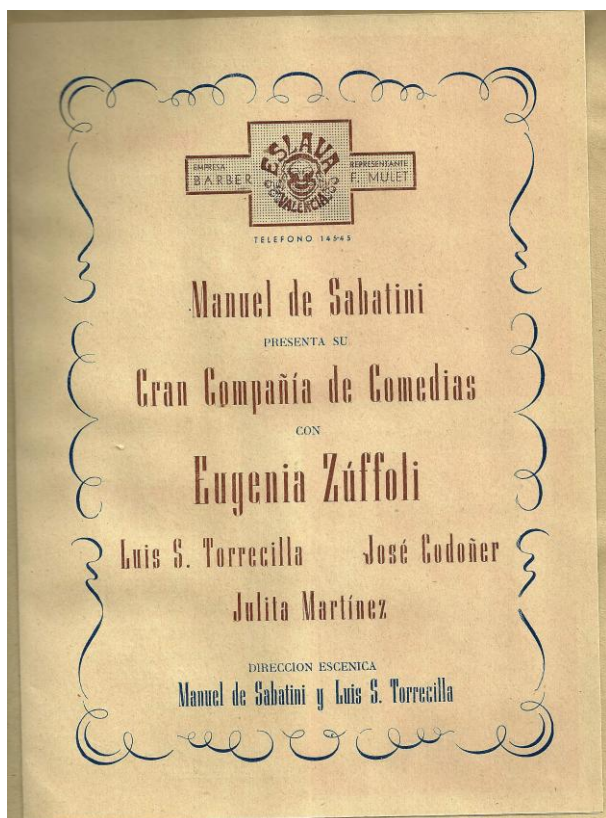 EMPRESA
BARBER
ESLAVA
VALENCIA
REPRESENTANTE
F. MULET
TELEFONO 14543
Manuel de Sabatini
PRESENTA SU
Gran Compañía de Comedias
CON
Eugenia Zúffoli
Luis S. Torrecilla José Codoñer
Julita Martínez
DIRECCION ESCENICA
Manuel de Sabatini y Luis S. Torrecilla